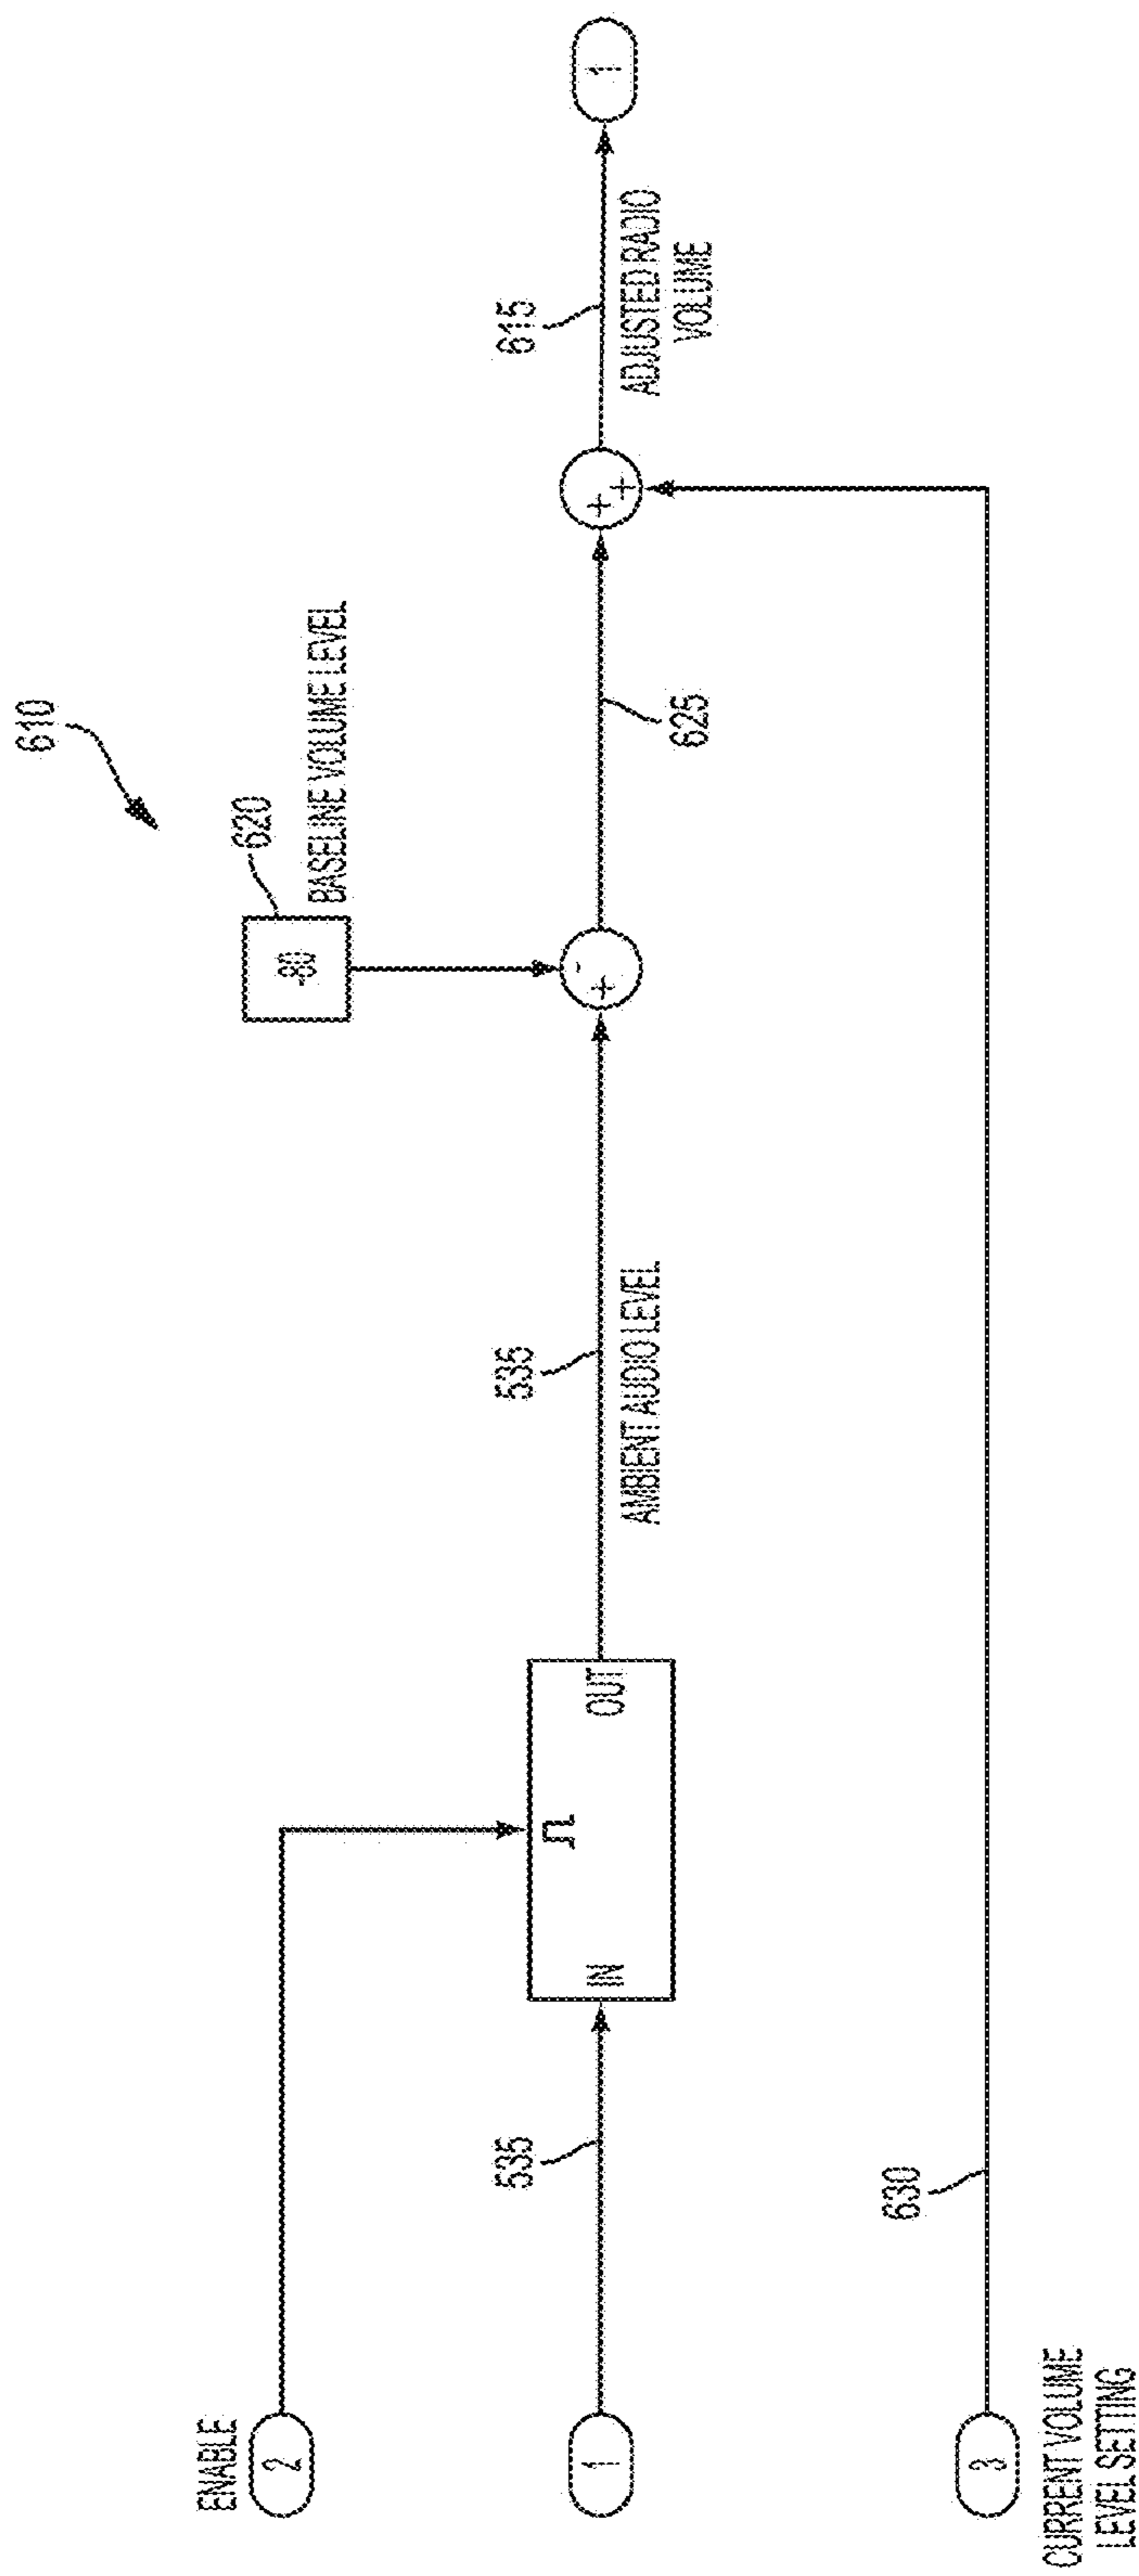 610
ENABLE
2
620
-80
BASELINE VOLUME LEVEL
535
1
IN
OUT
535
AMBIENT AUDIO LEVEL
+
-
625
+
+
615
ADJUSTED RADIO
VOLUME
1
630
3
CURRENT VOLUME
LEVEL SETTING